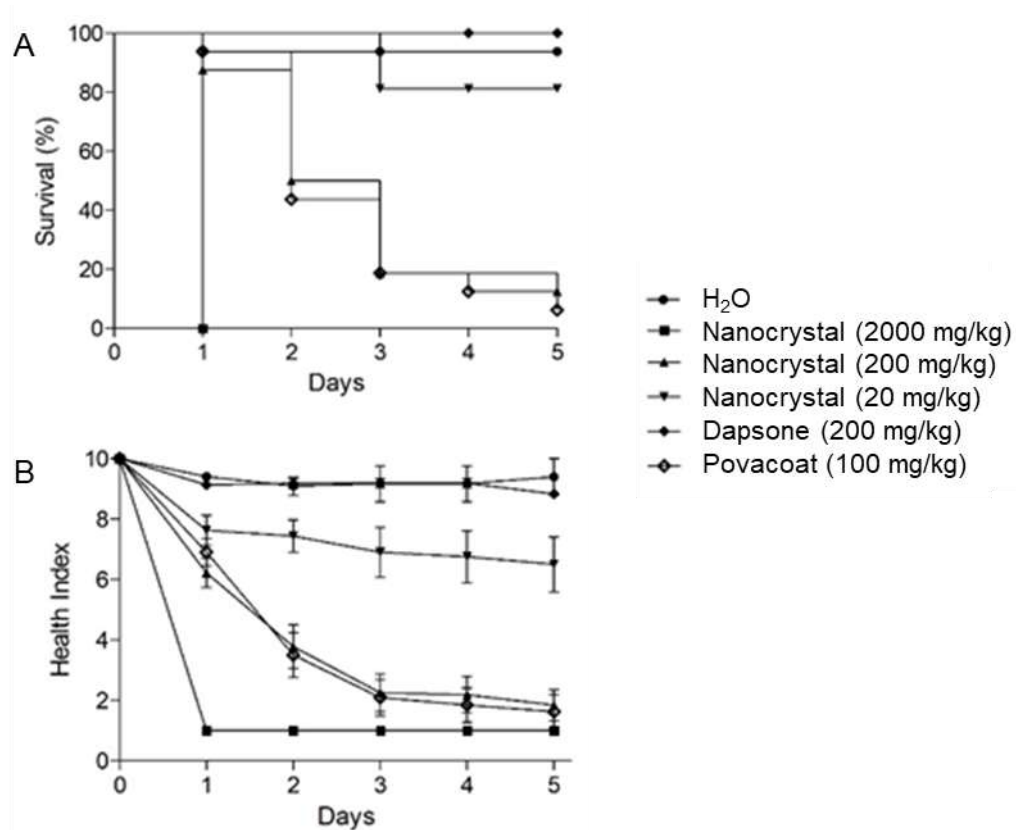 A
100
80
60
40
20
0
Survival (%)
0 1 2 3 4 5
Days
H₂O
Nanocrystal (2000 mg/kg)
Nanocrystal (200 mg/kg)
Nanocrystal (20 mg/kg)
Dapsone (200 mg/kg)
Povacoat (100 mg/kg)
B
10
8
6
4
2
0
Health Index
0 1 2 3 4 5
Days